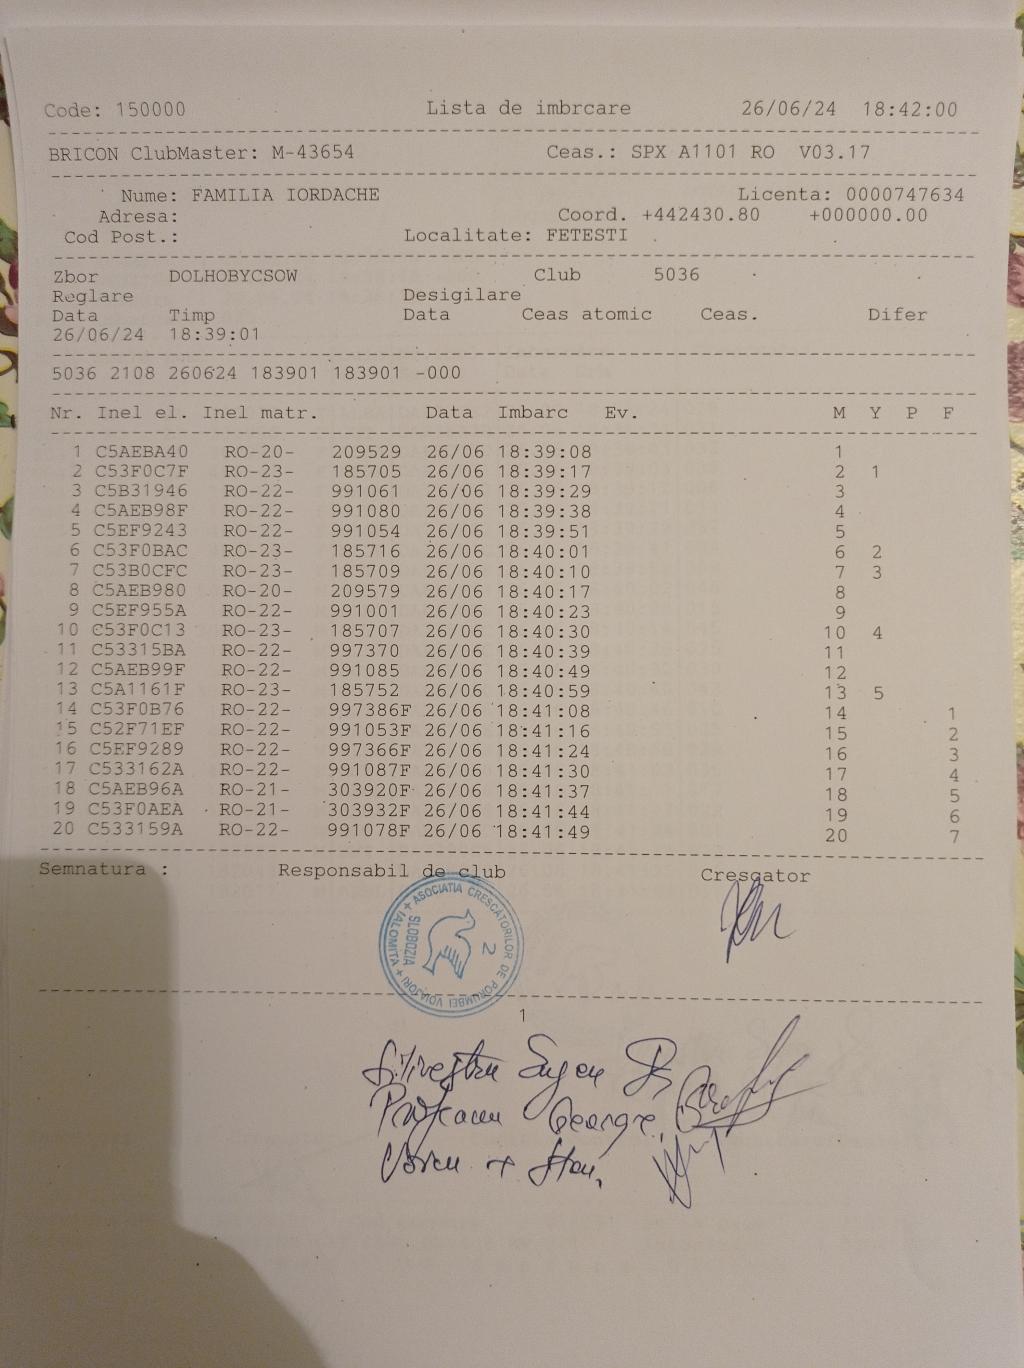 Code: 150000 Lista de imbrcare 26/06/24 18:42:00
BRICON ClubMaster: M-43654 Ceas.: SPX A1101 RO V03.17
Nume: FAMILIA IORDACHE Licenta: 0000747634
Adresa: Coord. +442430.80 +000000.00
Cod Post.: Localitate: FETESTI
Zbor DOLHOBYCSOW Club 5036
Reglare Desigilare
Data Timp Data Ceas atomic Ceas. Difer
26/06/24 18:39:01
5036 2108 260624 183901 183901 -000
Nr. Inel el. Inel matr. Data Imbarc Ev. M Y P F
1 C5AEBA40 RO-20- 209529 26/06 18:39:08 1
2 C53F0C7F RO-23- 185705 26/06 18:39:17 2 1
3 C5B31946 RO-22- 991061 26/06 18:39:29 3
4 C5AEB98F RO-22- 991080 26/06 18:39:38 4
5 C5EF9243 RO-22- 991054 26/06 18:39:51 5
6 C53F0BAC RO-23- 185716 26/06 18:40:01 6 2
7 C53B0CFC RO-23- 185709 26/06 18:40:10 7 3
8 C5AEB980 RO-20- 209579 26/06 18:40:17 8
9 C5EF955A RO-22- 991001 26/06 18:40:23 9
10 C53F0C13 RO-23- 185707 26/06 18:40:30 10 4
11 C53315BA RO-22- 997370 26/06 18:40:39 11
12 C5AEB99F RO-22- 991085 26/06 18:40:49 12
13 C5A1161F RO-23- 185752 26/06 18:40:59 13 5
14 C53F0B76 RO-22- 997386F 26/06 18:41:08 14 1
15 C52F71EF RO-22- 991053F 26/06 18:41:16 15 2
16 C5EF9289 RO-22- 997366F 26/06 18:41:24 16 3
17 C533162A RO-22- 991087F 26/06 18:41:30 17 4
18 C5AEB96A RO-21- 303920F 26/06 18:41:37 18 5
19 C53F0AEA RO-21- 303932F 26/06 18:41:44 19 6
20 C533159A RO-22- 991078F 26/06 18:41:49 20 7
Semnatura : Responsabil de club Crescator
ASOCIATIA CRESCĂTORILOR DE PORUMBEI VOIAJORI + IALOMITA +
SLOBOZIA
2
1
Silvestru Eugen
George
+ Stan,